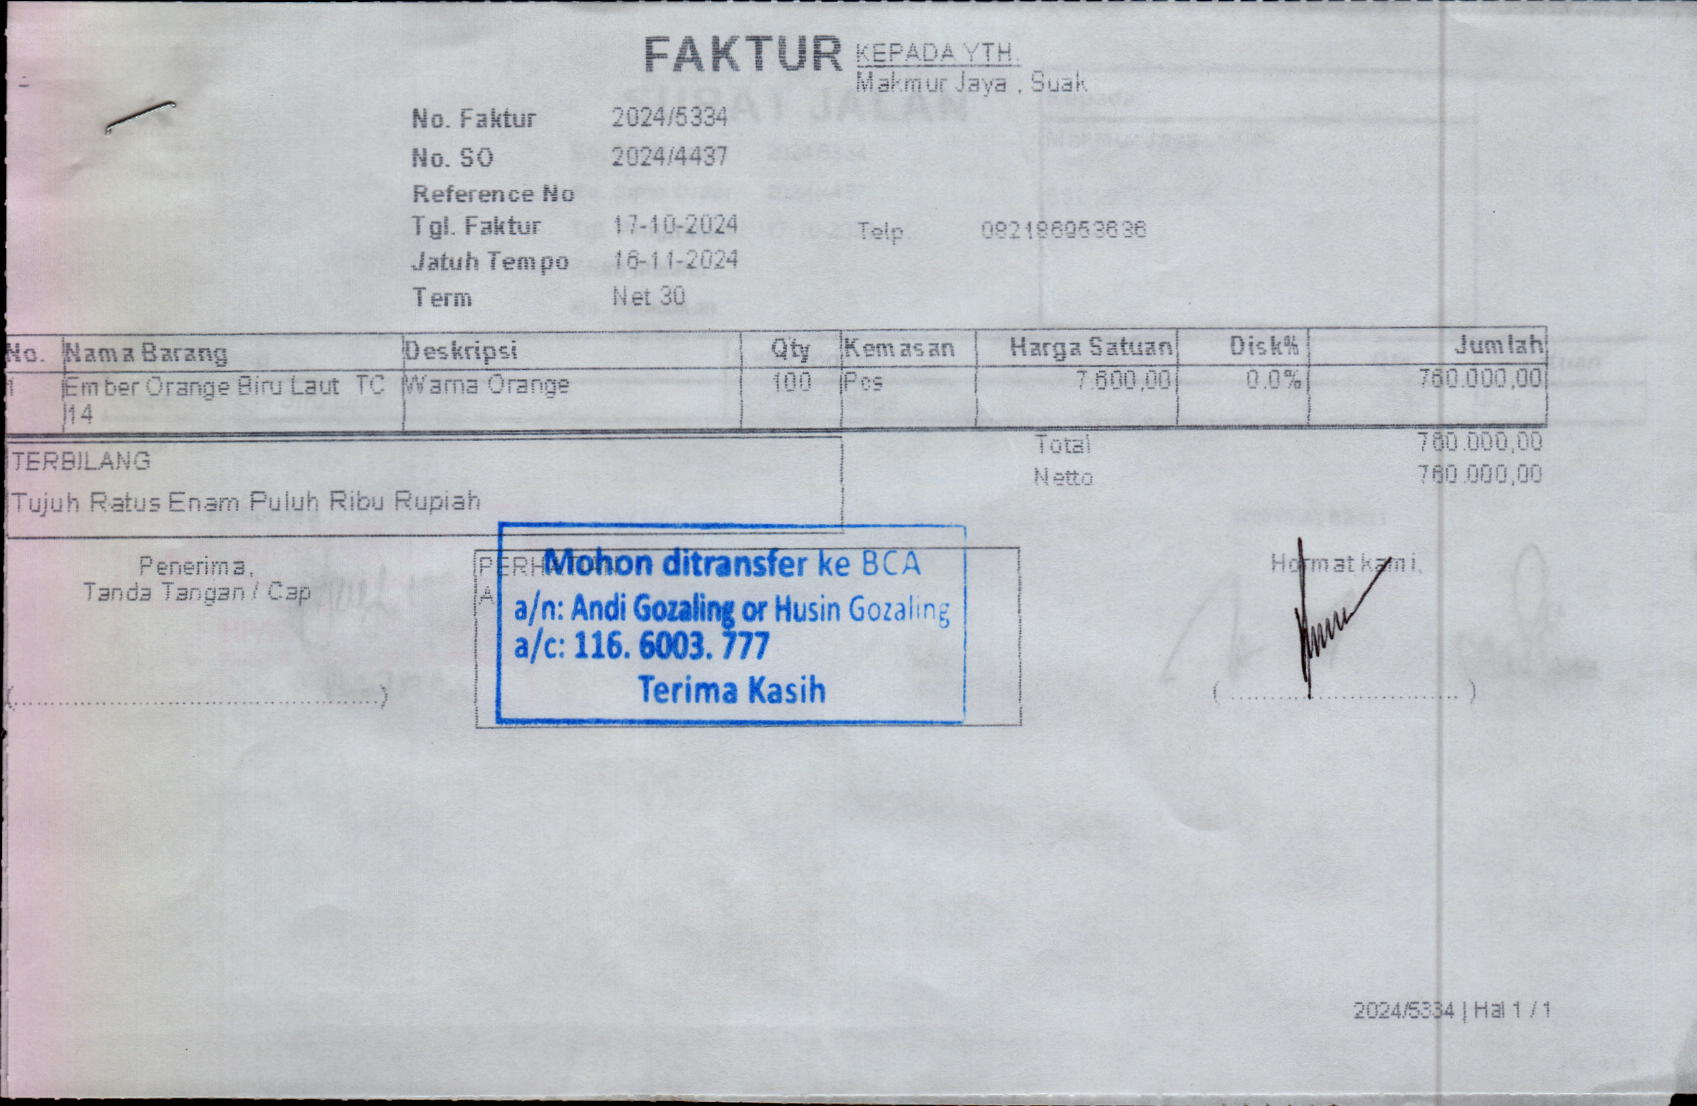 FAKTUR
KEPADA YTH.
Makmur Jaya , Suak
No. Faktur 2024/5334
No. SO 2024/4437
Reference No
Tgl. Faktur 17-10-2024
Telp. 082186953636
Jatuh Tempo 16-11-2024
Term Net 30
No. Nama Barang Deskripsi Qty Kemasan Harga Satuan Disk% Jumlah
1 Ember Orange Biru Laut TC 14 Warna Orange 100 Pcs 7.600,00 0.0% 760.000,00
Total 760.000,00
Netto 760.000,00
TERBILANG
Tujuh Ratus Enam Puluh Ribu Rupiah
Penerima,
Tanda Tangan / Cap
(............................................)
Mohon ditransfer ke BCA
a/n: Andi Gozaling or Husin Gozaling
a/c: 116. 6003. 777
Terima Kasih
Hormat kami,
( ............................ )
2024/5334 | Hal 1 / 1